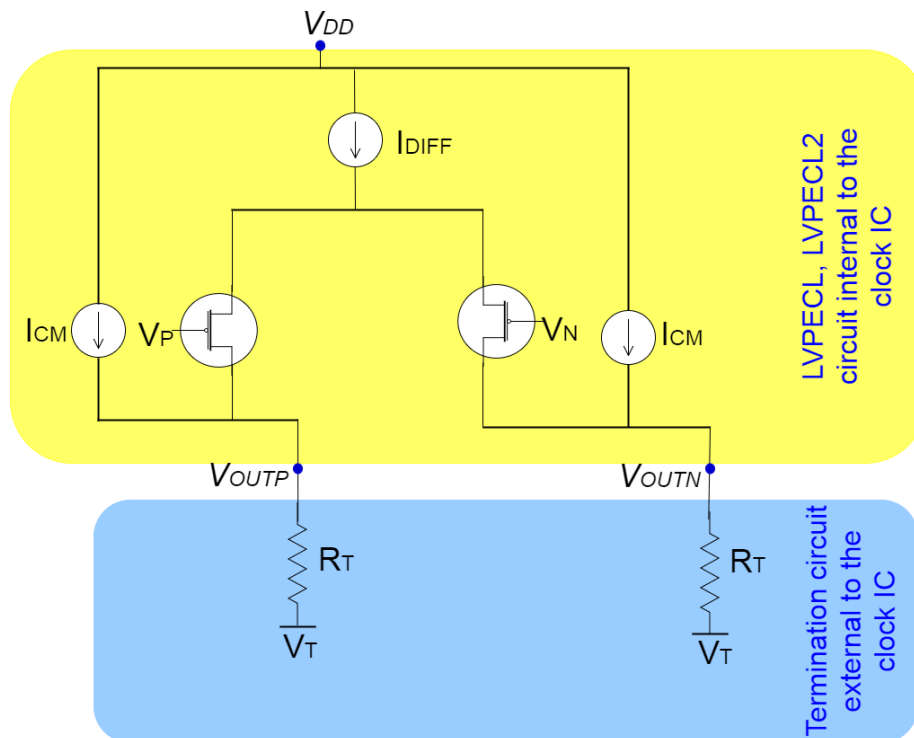 VDD
IDIFF
ICM
VP
VN
ICM
VOUTP
VOUTN
RT
RT
VT
VT
LVPECL, LVPECL2
circuit internal to the
clock IC
Termination circuit
external to the
clock IC